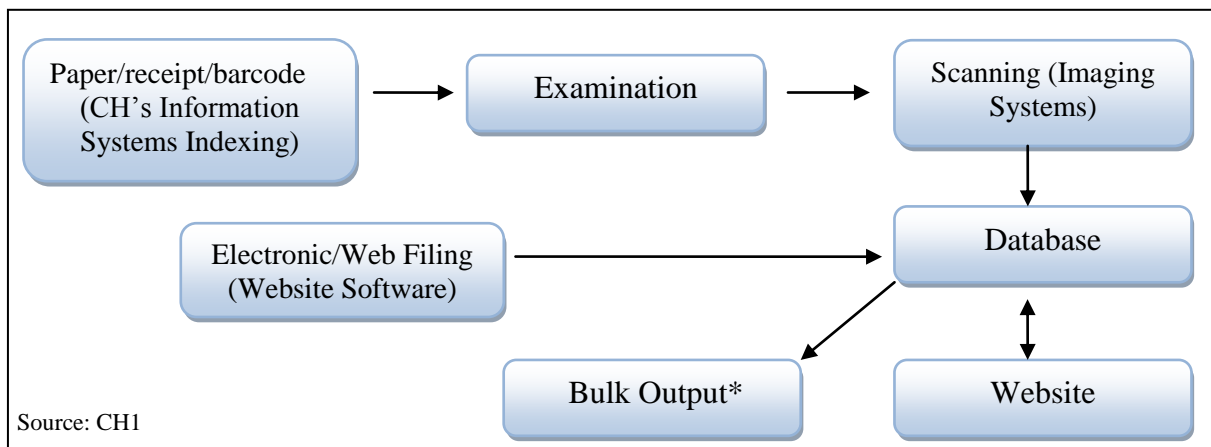 Paper/receipt/barcode
(CH’s Information
Systems Indexing)
Examination
Scanning (Imaging
Systems)
Electronic/Web Filing
(Website Software)
Database
Bulk Output*
Website
Source: CH1